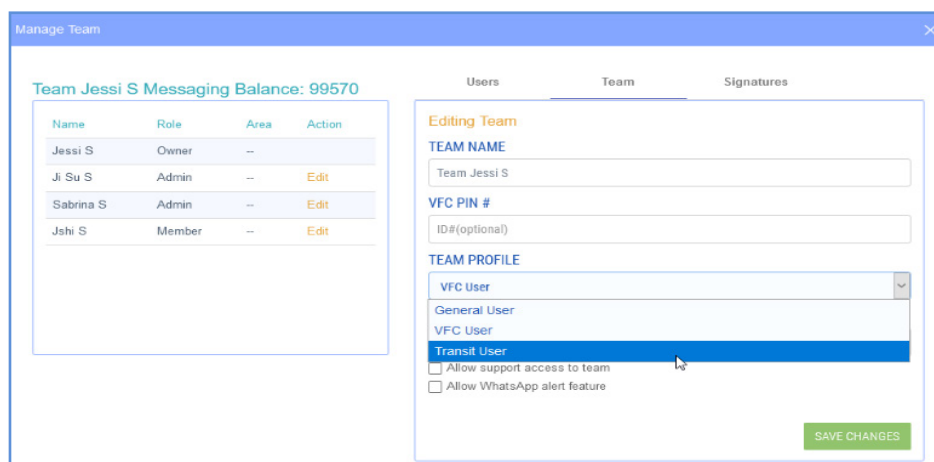 Manage Team
Team Jessi S Messaging Balance: 99570
Name Role Area Action
Jessi S Owner --
Ji Su S Admin -- Edit
Sabrina S Admin -- Edit
Jshi S Member -- Edit
Users Team Signatures
Editing Team
TEAM NAME
Team Jessi S
VFC PIN #
ID#(optional)
TEAM PROFILE
VFC User
General User
VFC User
Transit User
Allow support access to team
Allow WhatsApp alert feature
SAVE CHANGES